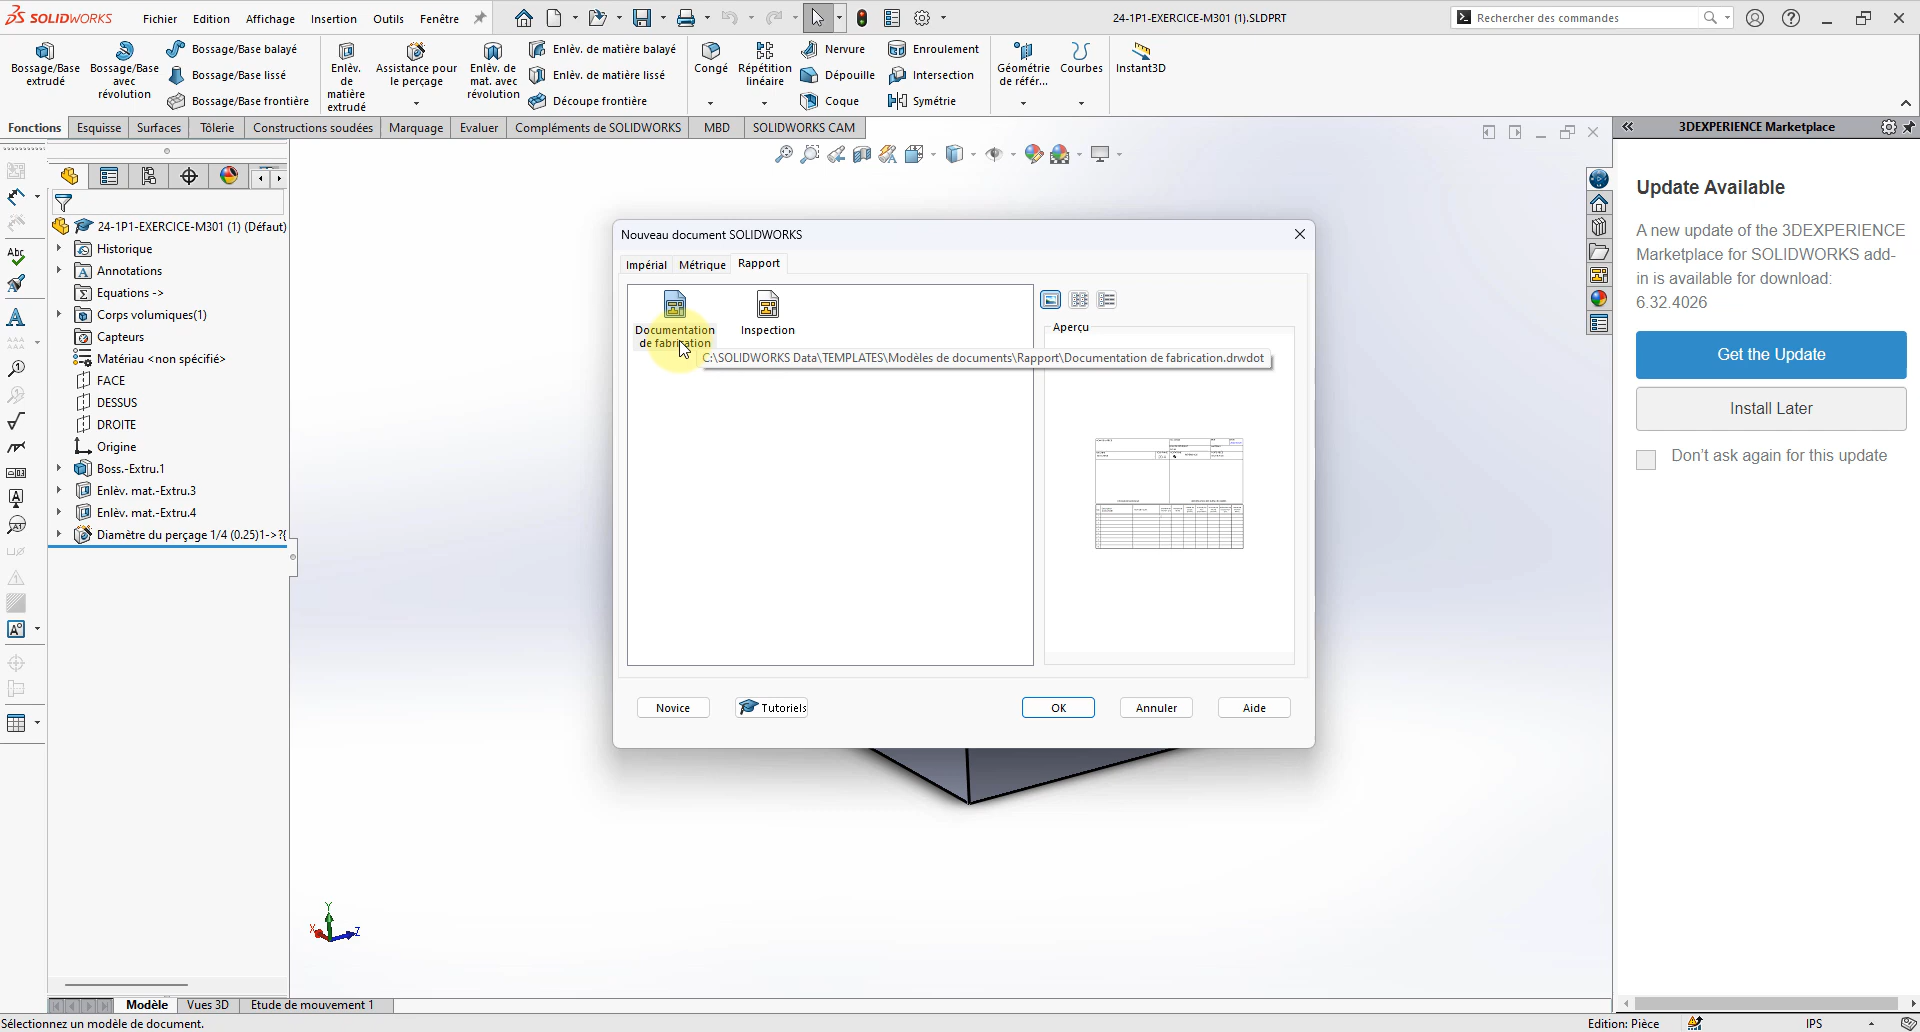 SOLIDWORKS
Fichier Edition Affichage Insertion Outils Fenêtre
24-1P1-EXERCICE-M301 (1).SLDPRT
Rechercher des commandes
Bossage/Base extrudé
Bossage/Base avec révolution
Bossage/Base balayé
Bossage/Base lissé
Bossage/Base frontière
Enlèv. de matière extrudé
Assistance pour le perçage
Enlèv. de mat. avec révolution
Enlèv. de matière balayé
Enlèv. de matière lissé
Découpe frontière
Congé
Répétition linéaire
Nervure
Dépouille
Coque
Enroulement
Intersection
Symétrie
Géométrie de référ...
Courbes
Instant3D
Fonctions Esquisse Surfaces Tôlerie Constructions soudées Marquage Evaluer Compléments de SOLIDWORKS MBD SOLIDWORKS CAM
3DEXPERIENCE Marketplace
24-1P1-EXERCICE-M301 (1) (Défaut)
Historique
Annotations
Equations ->
Corps volumiques(1)
Capteurs
Matériau <non spécifié>
FACE
DESSUS
DROITE
Origine
Boss.-Extru.1
Enlèv. mat.-Extru.3
Enlèv. mat.-Extru.4
Diamètre du perçage 1/4 (0.25)1->?{
Nouveau document SOLIDWORKS
Impérial Métrique Rapport
Documentation
de fabrication
Inspection
C:\SOLIDWORKS Data\TEMPLATES\Modèles de documents\Rapport\Documentation de fabrication.drwdot
Aperçu
Novice Tutoriels OK Annuler Aide
Update Available
A new update of the 3DEXPERIENCE
Marketplace for SOLIDWORKS add-
in is available for download:
6.32.4026
Get the Update
Install Later
Don't ask again for this update
Y
X
Z
Modèle Vues 3D Etude de mouvement 1
Sélectionnez un modèle de document.
Edition: Pièce
IPS